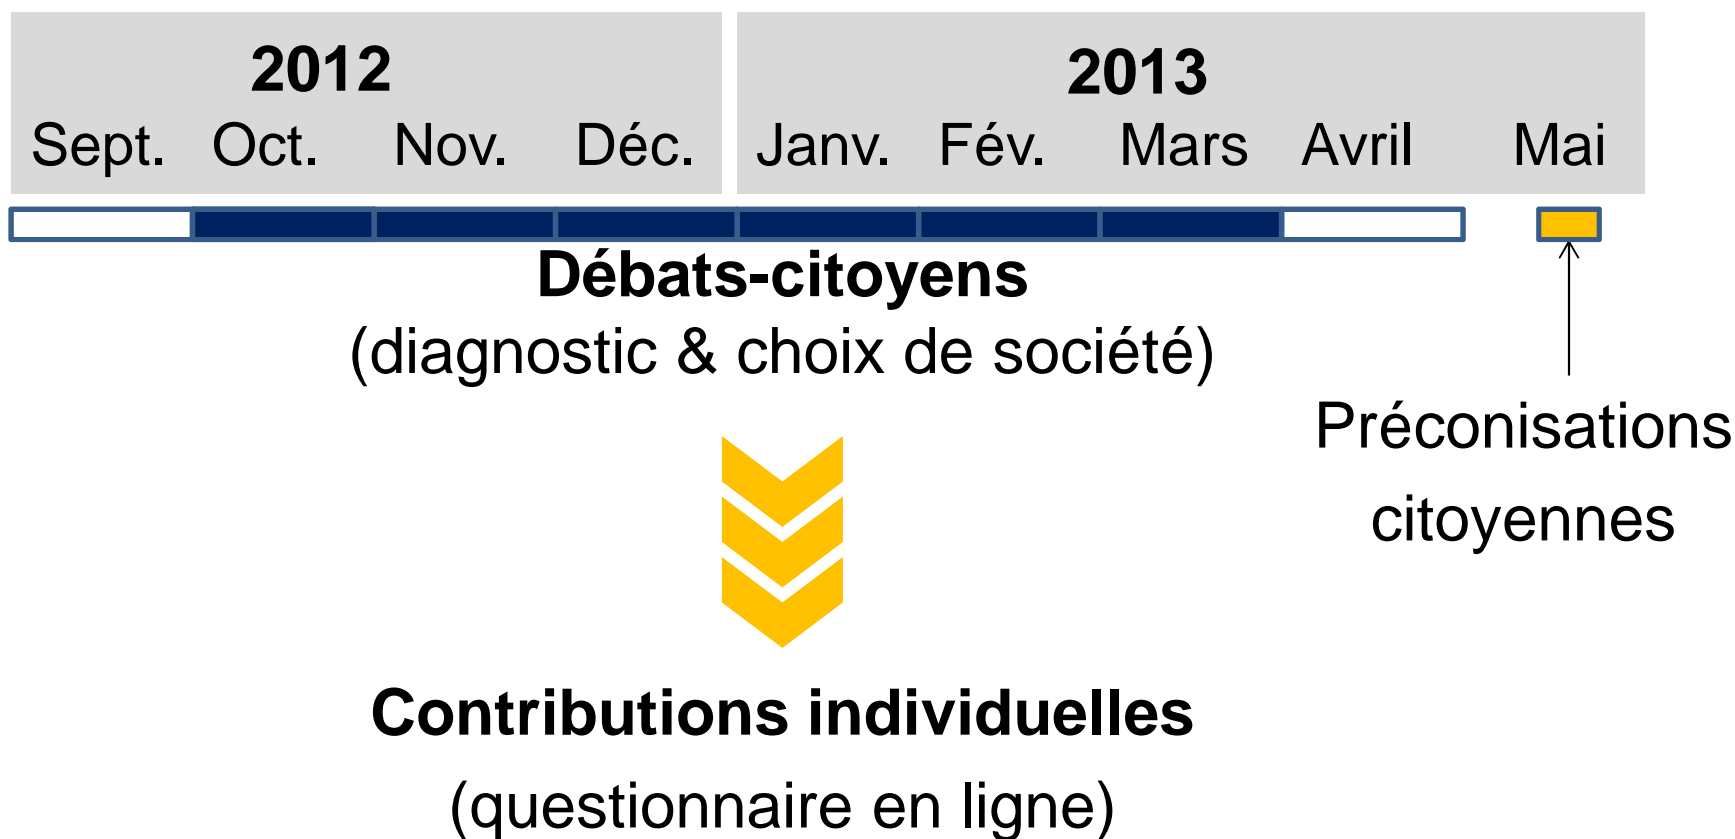 2012
2013
Sept. Oct. Nov. Déc. Janv. Fév. Mars Avril Mai
Débats-citoyens
(diagnostic & choix de société)
Préconisations
citoyennes
Contributions individuelles
(questionnaire en ligne)